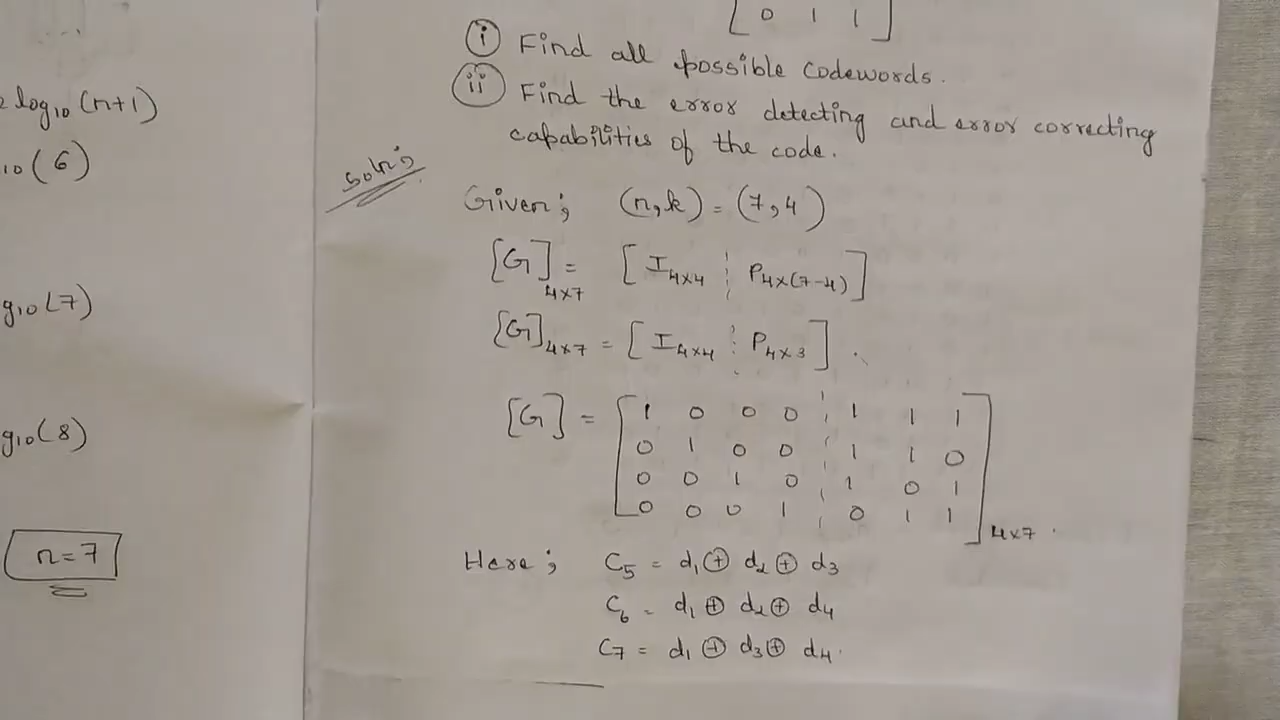 2 log10 (n+1)
10 (6)
g10 (7)
g10 (8)
n=7
0 1 1
(i) Find all possible codewords.
(ii) Find the error detecting and error correcting
capabilities of the code.
Soln;
Given; (n,k) = (7,4)
[G]4x7 = [I4x4 ⋮ P4x(7-4)]
[G]4x7 = [I4x4 ⋮ P4x3].
[G] = [1 0 0 0 ⋮ 1 1 1
0 1 0 0 ⋮ 1 1 0
0 0 1 0 ⋮ 1 0 1
0 0 0 1 ⋮ 0 1 1]4x7.
Here; C5 = d1 ⊕ d2 ⊕ d3
C6 = d1 ⊕ d2 ⊕ d4
C7 = d1 ⊕ d3 ⊕ d4.